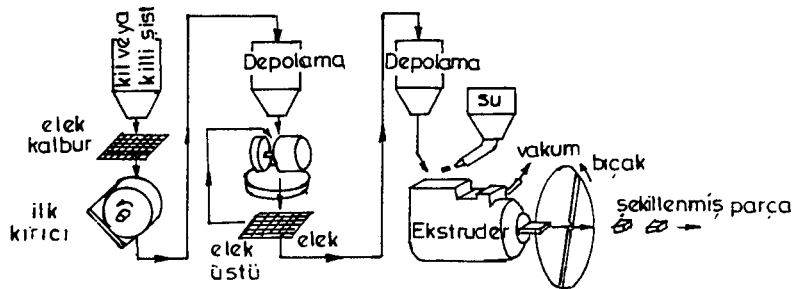 kil veya
killi şist
elek
kalbur
ilk
kırıcı
Depolama
elek
üstü
elek
Depolama
su
vakum
bıçak
Ekstruder
şekillenmiş parça